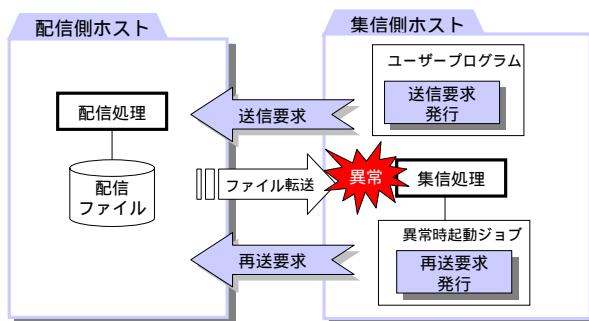 配信側ホスト
集信側ホスト
ユーザープログラム
送信要求
発行
配信処理
送信要求
配信
ファイル
ファイル転送
異常
集信処理
異常時起動ジョブ
再送要求
再送要求
発行